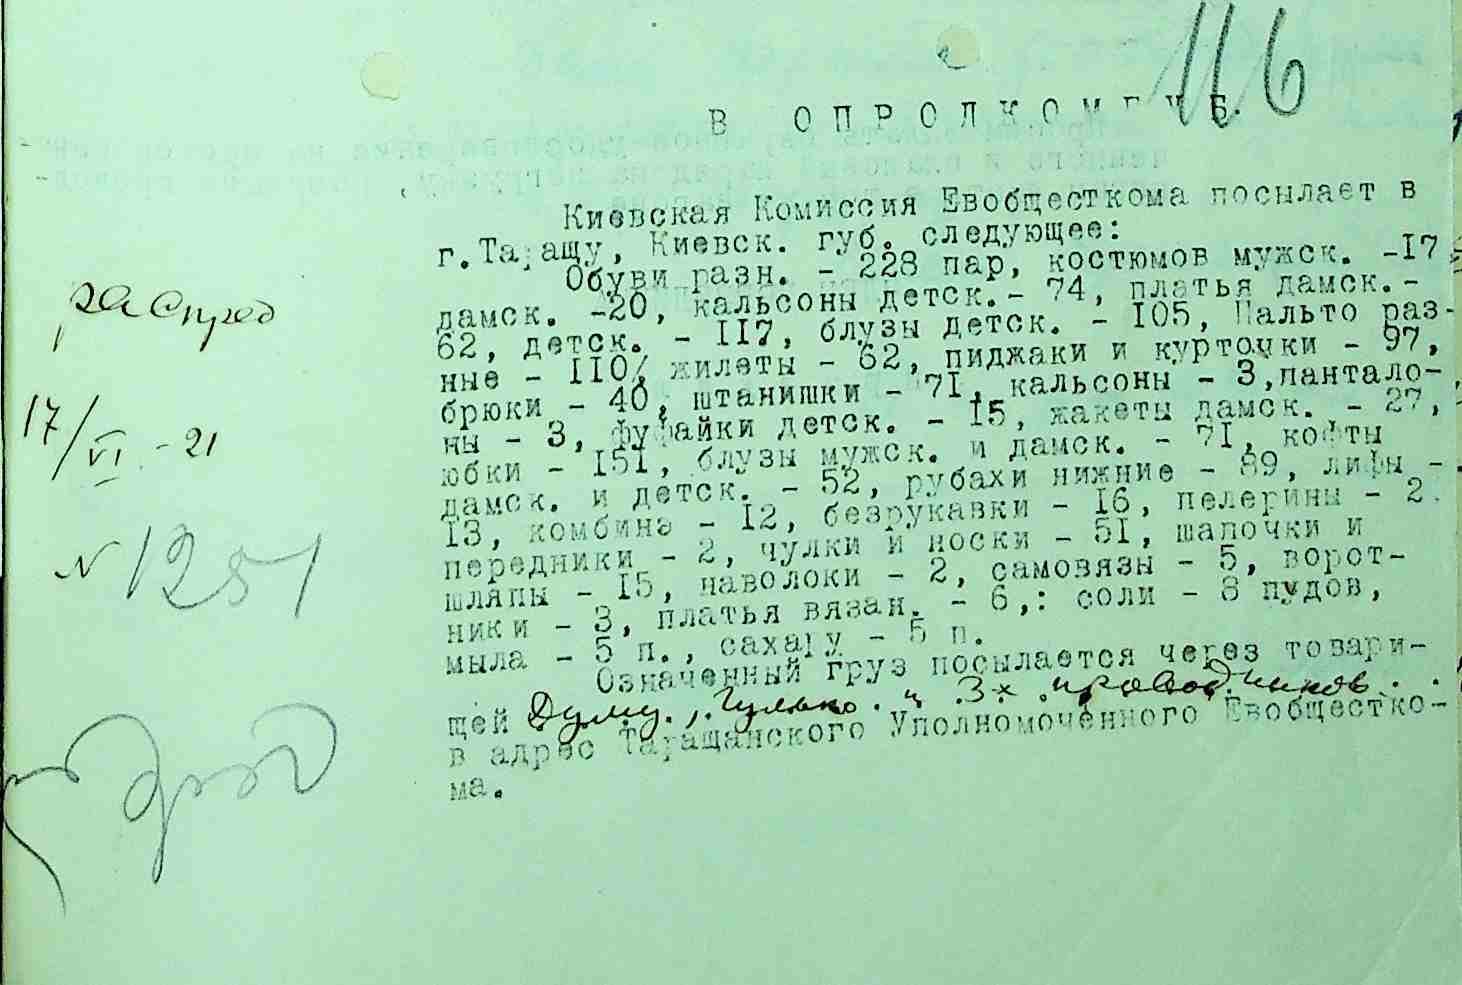 116
В ОПРОДКОМГУБ.
Киевская Комиссия Евобщесткома посылает в
г.Таращу, Киевск. губ. следующее:
Обуви разн. - 228 пар, костюмов мужск. -17
дамск. -20, кальсоны детск.- 74, платья дамск.-
62, детск. - 117, блузы детск. - 105, Пальто раз-
ные - 110, жилеты - 62, пиджаки и курточки - 97,
брюки - 40, штанишки - 71, кальсоны - 3,пантало-
ны - 3, фуфайки детск. - 15, жакеты дамск. - 27,
юбки - 151, блузы мужск. и дамск. - 71, кофты
дамск. и детск. - 52, рубахи нижние - 89, лифы -
13, комбинэ - 12, безрукавки - 16, пелерины - 2
передники - 2, чулки и носки - 51, шапочки и
шляпы - 15, наволоки - 2, самовязы - 5, ворот-
ники - 3, платья вязан. - 6,: соли - 8 пудов,
мыла - 5 п., сахару - 5 п.
Означенный груз посылается через товари-
щей Думу, Гулько и 3х проводников
в адрес Таращанского Уполномоченного Евобщестко-
ма.
распред
17/VI - 21
N 1251